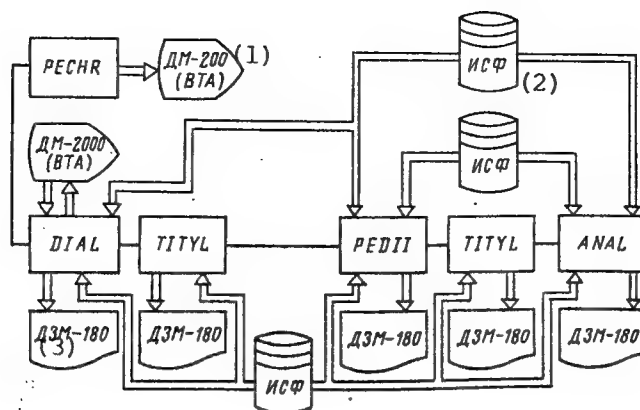 PECHR
ДМ-200 (1)
(ВТА)
ИСФ
(2)
ДМ-2000
(ВТА)
ИСФ
DIAL
TITYL
PEDII
TITYL
ANAL
ДЗМ-180
(3)
ДЗМ-180
ИСФ
ДЗМ-180
ДЗМ-180
ДЗМ-180